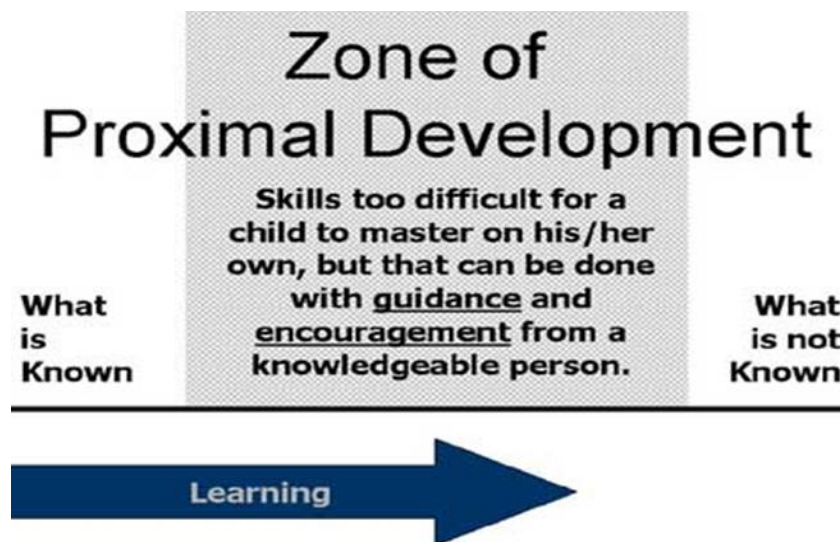 Zone of
Proximal Development
Skills too difficult for a
child to master on his/her
own, but that can be done
with guidance and
encouragement from a
knowledgeable person.
What
is
Known
What
is not
Known
Learning